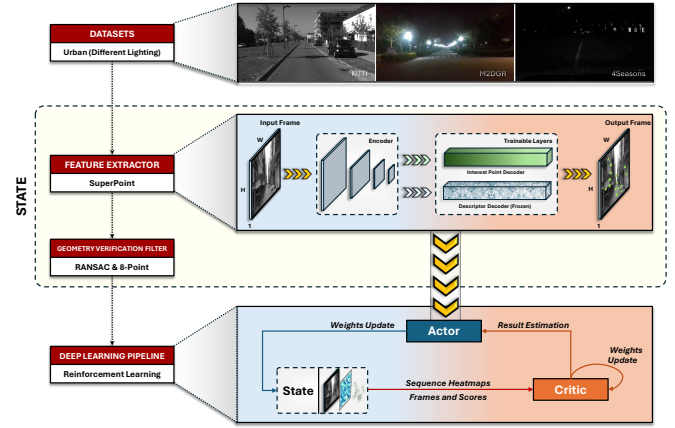 DATASETS
Urban (Different Lighting)
KITTI
M2DGR
4Seasons
STATE
FEATURE EXTRACTOR
SuperPoint
Input Frame
W
H
1
Encoder
Trainable Layers
Interest Point Decoder
Descriptor Decoder (Frozen)
Output Frame
W
H
1
GEOMETRY VERIFICATION FILTER
RANSAC & 8-Point
DEEP LEARNING PIPELINE
Reinforcement Learning
Weights Update
Actor
Result Estimation
Weights
Update
State
Sequence Heatmaps
Frames and Scores
Critic